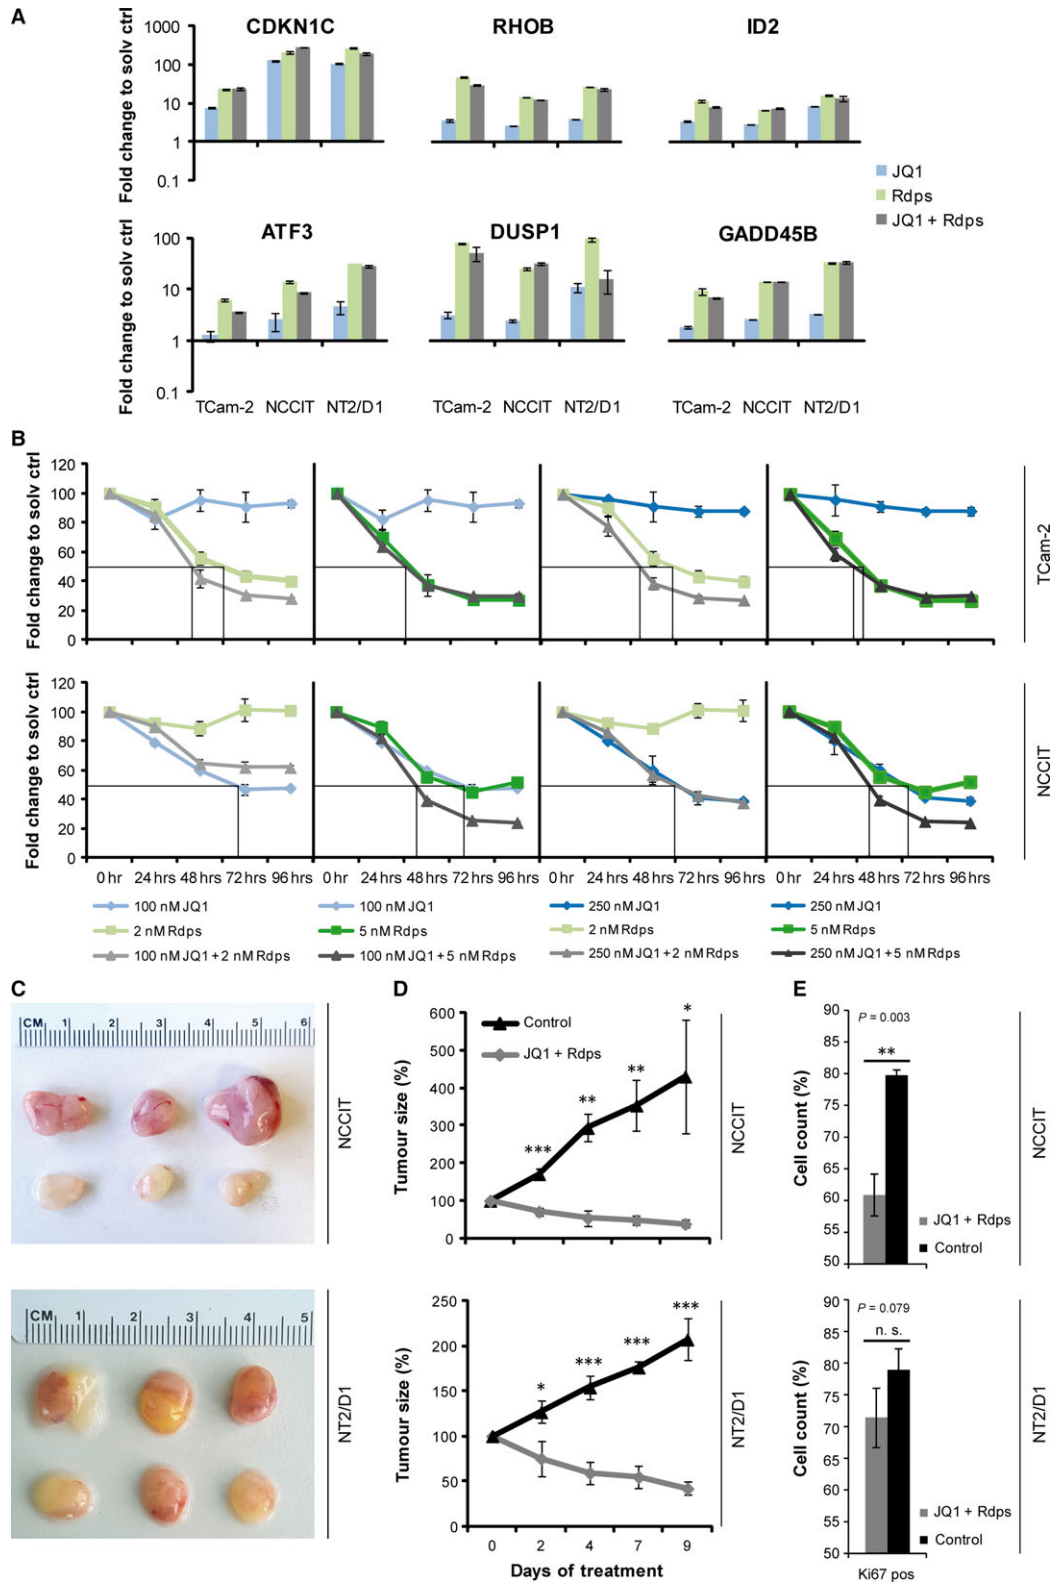 A
CDKN1C RHOB ID2
Fold change to solv ctrl
1000
100
10
1
0.1
JQ1
Rdps
JQ1 + Rdps
ATF3 DUSP1 GADD45B
Fold change to solv ctrl
100
10
1
0.1
TCam-2 NCCIT NT2/D1 TCam-2 NCCIT NT2/D1 TCam-2 NCCIT NT2/D1
B
Fold change to solv ctrl
120
100
80
60
40
20
0
TCam-2
Fold change to solv ctrl
120
100
80
60
40
20
0
NCCIT
0 hr 24 hrs 48 hrs 72 hrs 96 hrs 0 hr 24 hrs 48 hrs 72 hrs 96 hrs 0 hr 24 hrs 48 hrs 72 hrs 96 hrs 0 hr 24 hrs 48 hrs 72 hrs 96 hrs
100 nM JQ1 100 nM JQ1 250 nM JQ1 250 nM JQ1
2 nM Rdps 5 nM Rdps 2 nM Rdps 5 nM Rdps
100 nM JQ1 + 2 nM Rdps 100 nM JQ1 + 5 nM Rdps 250 nM JQ1 + 2 nM Rdps 250 nM JQ1 + 5 nM Rdps
C
CM 1 2 3 4 5 6
NCCIT
CM 1 2 3 4 5
NT2/D1
D
Tumour size (%)
600
500
400
300
200
100
0
Control
JQ1 + Rdps
*** ** ** *
NCCIT
Tumour size (%)
250
200
150
100
50
0
* *** *** ***
NT2/D1
0 2 4 7 9
Days of treatment
E
Cell count (%)
90
85
80
75
70
65
60
55
50
P = 0.003
**
JQ1 + Rdps
Control
NCCIT
Cell count (%)
90
85
80
75
70
65
60
55
50
P = 0.079
n. s.
JQ1 + Rdps
Control
NT2/D1
Ki67 pos